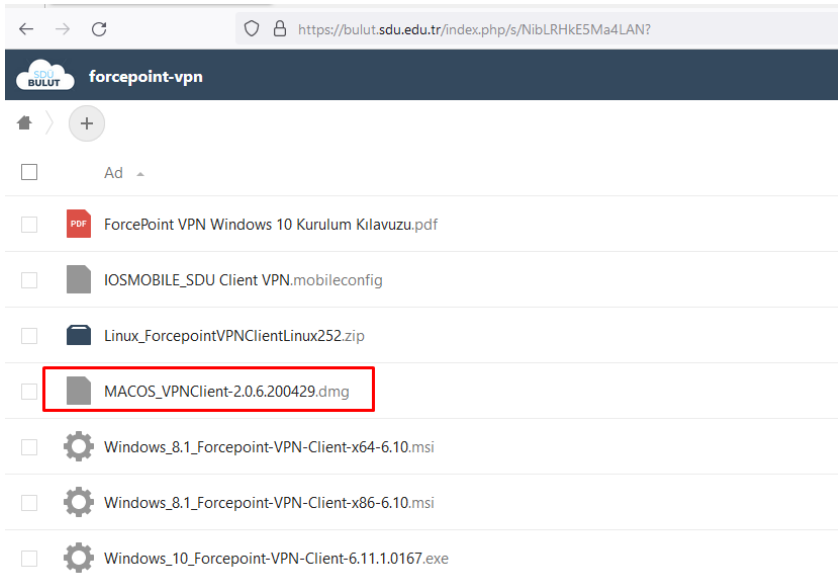 https://bulut.sdu.edu.tr/index.php/s/NibLRHkE5Ma4LAN?
SDÜ
BULUT
forcepoint-vpn
Ad
PDF
ForcePoint VPN Windows 10 Kurulum Kılavuzu.pdf
IOSMOBILE_SDU Client VPN.mobileconfig
Linux_ForcepointVPNClientLinux252.zip
MACOS_VPNClient-2.0.6.200429.dmg
Windows_8.1_Forcepoint-VPN-Client-x64-6.10.msi
Windows_8.1_Forcepoint-VPN-Client-x86-6.10.msi
Windows_10_Forcepoint-VPN-Client-6.11.1.0167.exe